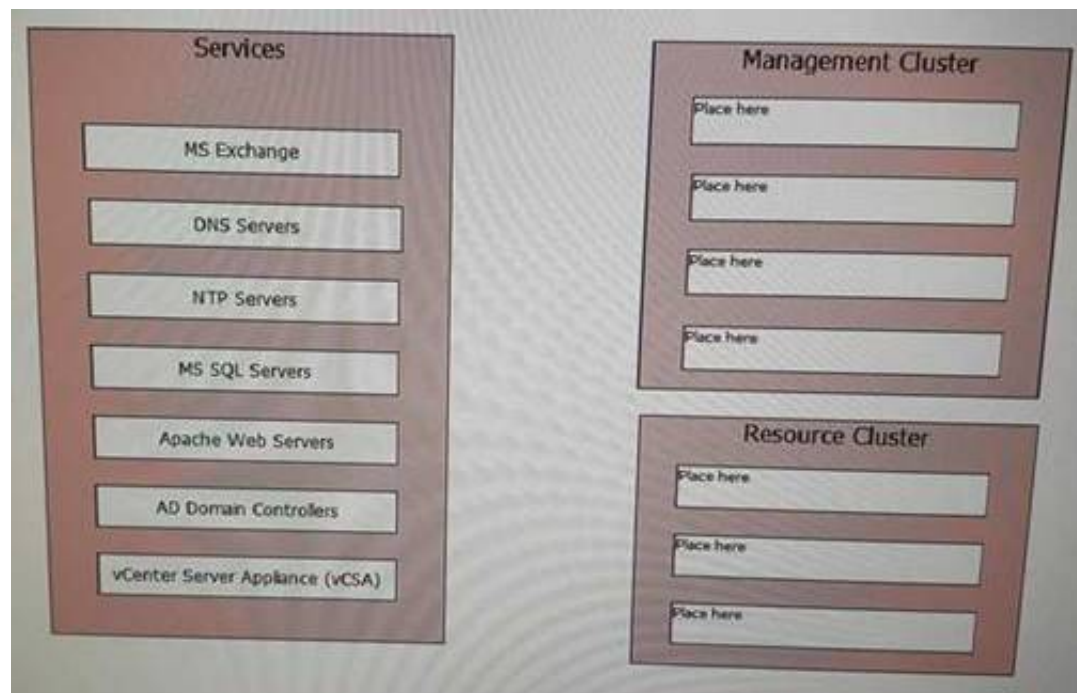 Services
MS Exchange
DNS Servers
NTP Servers
MS SQL Servers
Apache Web Servers
AD Domain Controllers
vCenter Server Appliance (vCSA)
Management Cluster
Place here
Place here
Place here
Place here
Resource Cluster
Place here
Place here
Place here